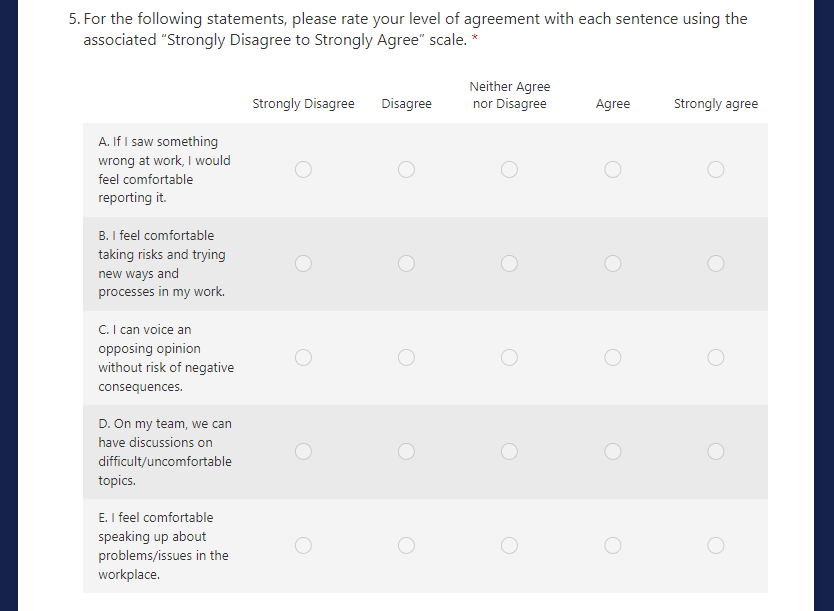 5. For the following statements, please rate your level of agreement with each sentence using the
associated “Strongly Disagree to Strongly Agree” scale. *
Neither Agree
Strongly Disagree Disagree nor Disagree Agree Strongly agree
A. If I saw something
wrong at work, I would
feel comfortable
reporting it.
B. I feel comfortable
taking risks and trying
new ways and
processes in my work.
C. I can voice an
opposing opinion
without risk of negative
consequences.
D. On my team, we can
have discussions on
difficult/uncomfortable
topics.
E. I feel comfortable
speaking up about
problems/issues in the
workplace.